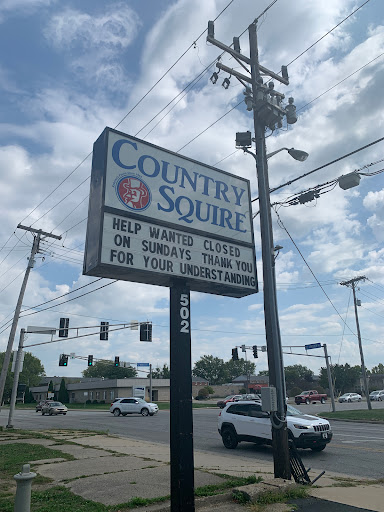 COUNTRY
SQUIRE
HELP WANTED CLOSED
ON SUNDAYS THANK YOU
FOR YOUR UNDERSTANDING
502